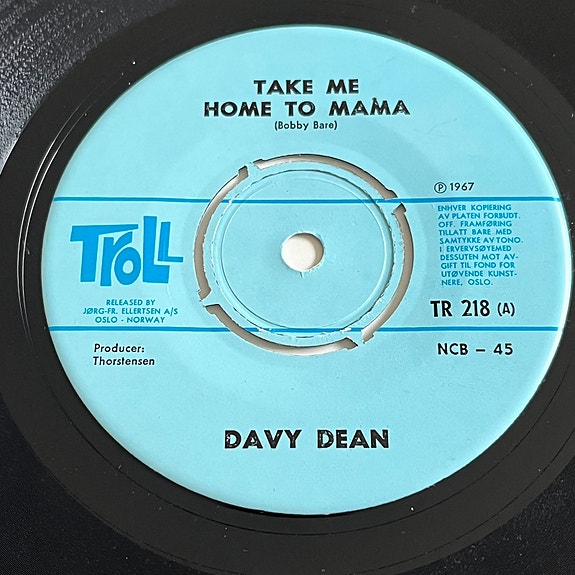 TAKE ME
HOME TO MAMA
(Bobby Bare)
Ⓟ 1967
ENHVER KOPIERING
AV PLATEN FORBUDT.
OFF. FRAMFØRING
TILLATT BARE MED
SAMTYKKE AV TONO.
I ERVERVSØYEMED
DESSUTEN MOT AV-
GIFT TIL FOND FOR
UTØVENDE KUNST-
NERE, OSLO.
TROLL
RELEASED BY
JØRG-FR. ELLERTSEN A/S
OSLO - NORWAY
TR 218 (A)
Producer:
Thorstensen
NCB - 45
DAVY DEAN